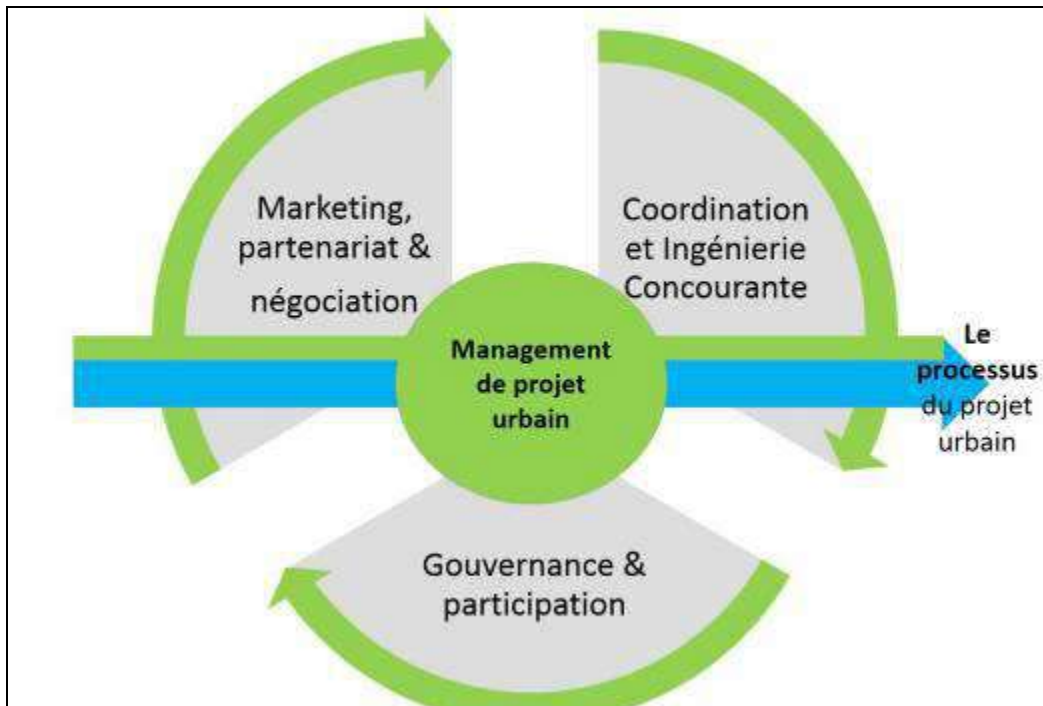 Marketing,
partenariat &
négociation
Coordination
et Ingénierie
Concourante
Management
de projet
urbain
Le
processus
du projet
urbain
Gouvernance &
participation